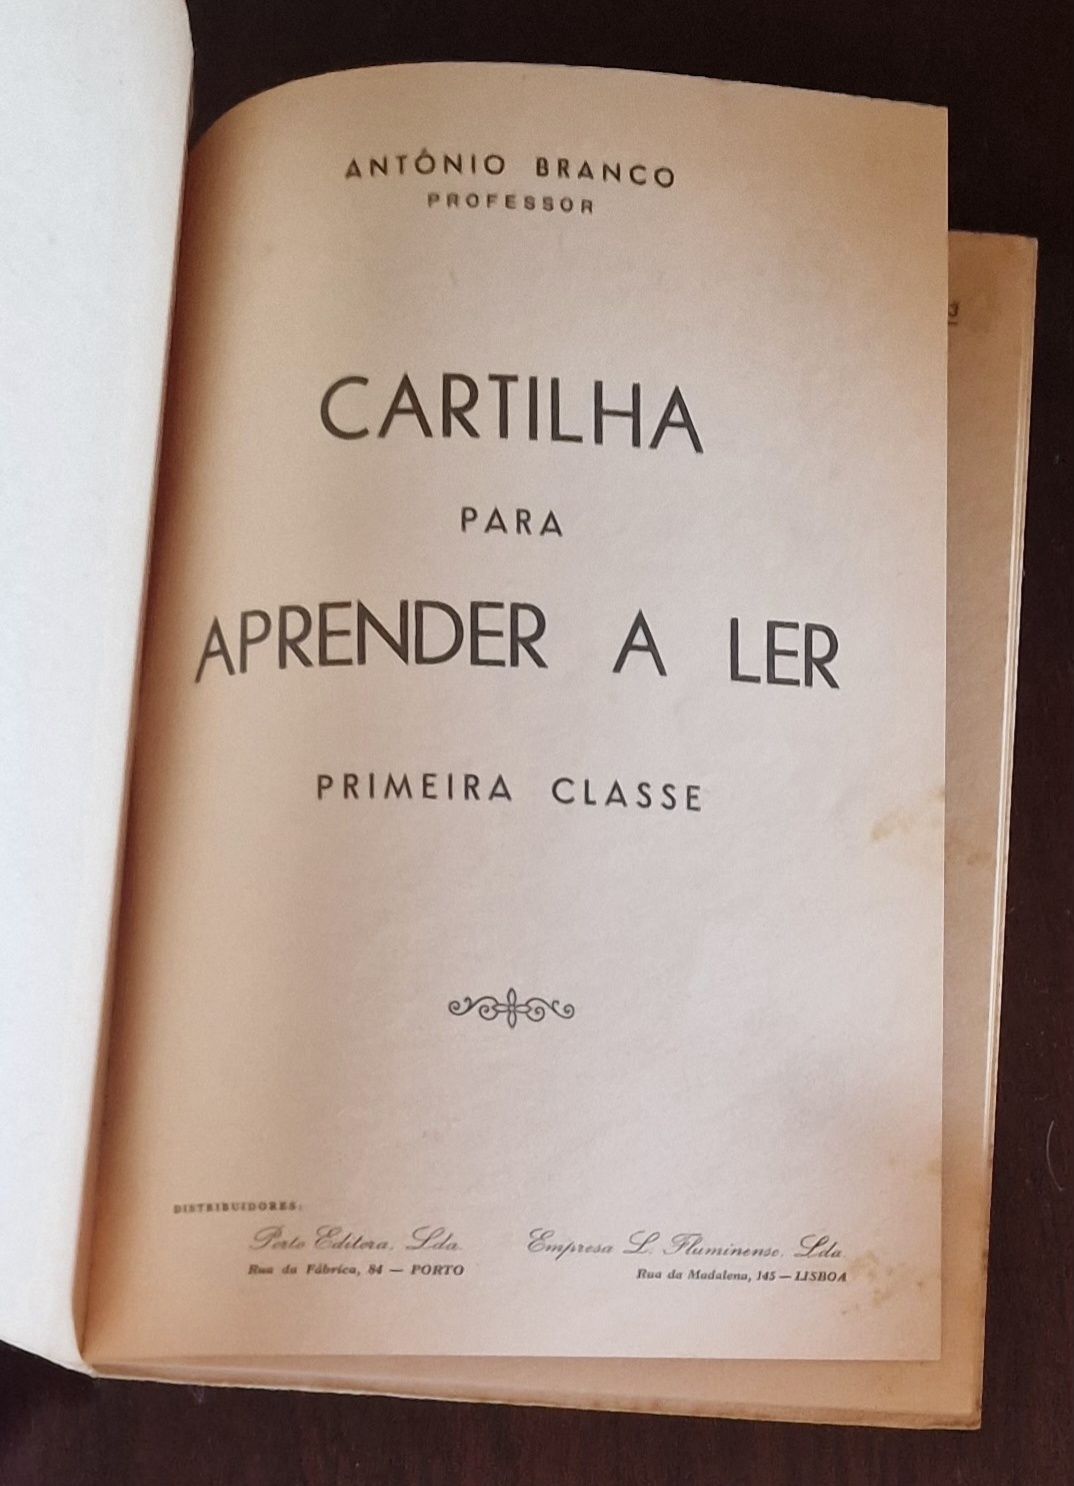 ANTÓNIO BRANCO
PROFESSOR
CARTILHA
PARA
APRENDER A LER
PRIMEIRA CLASSE
DISTRIBUIDORES:
Porto Editora, Lda.
Rua da Fábrica, 84 — PORTO
Empresa L. Fluminense, Lda.
Rua da Madalena, 145 — LISBOA
3